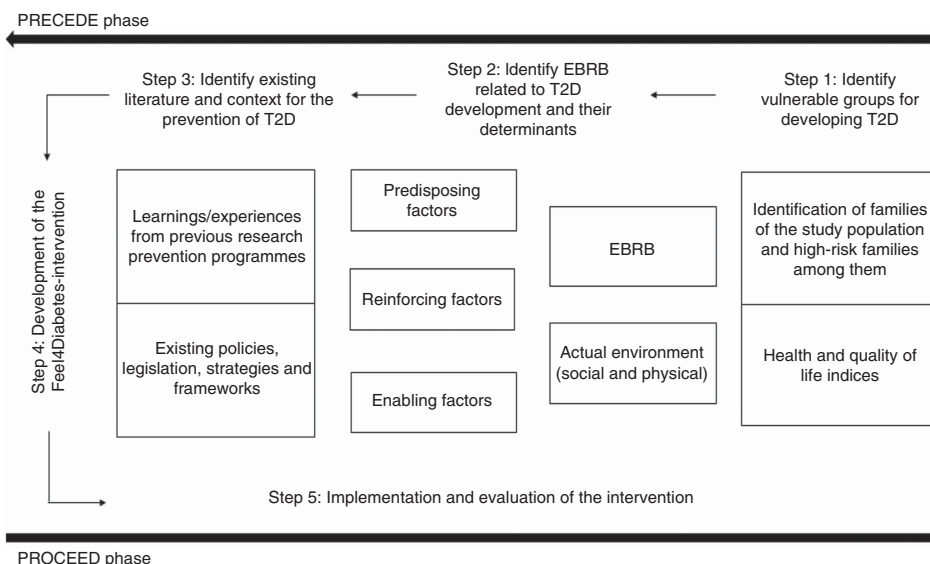 PRECEDE phase
Step 3: Identify existing
literature and context for the
prevention of T2D
Step 2: Identify EBRB
related to T2D
development and their
determinants
Step 1: Identify
vulnerable groups for
developing T2D
Step 4: Development of the
Feel4Diabetes-intervention
Learnings/experiences
from previous research
prevention programmes
Existing policies,
legislation, strategies and
frameworks
Predisposing
factors
Reinforcing factors
Enabling factors
EBRB
Actual environment
(social and physical)
Identification of families
of the study population
and high-risk families
among them
Health and quality of
life indices
Step 5: Implementation and evaluation of the intervention
PROCEED phase